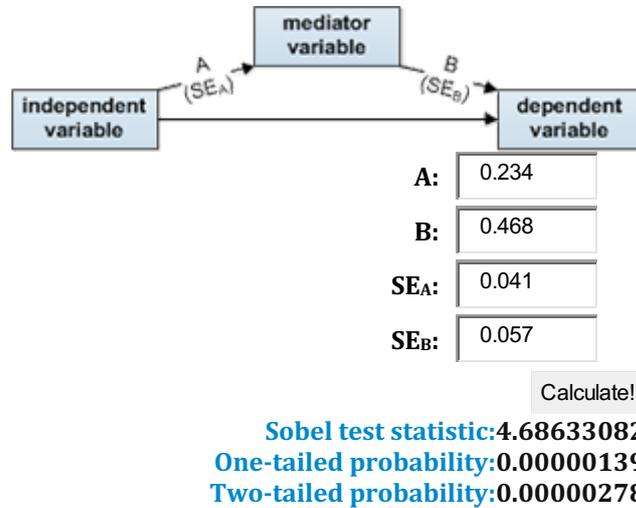 mediator
variable
A
(SEA)
B
(SEB)
independent
variable
dependent
variable
A: 0.234
B: 0.468
SEA: 0.041
SEB: 0.057
Calculate!
Sobel test statistic:4.68633082
One-tailed probability:0.00000139
Two-tailed probability:0.00000278